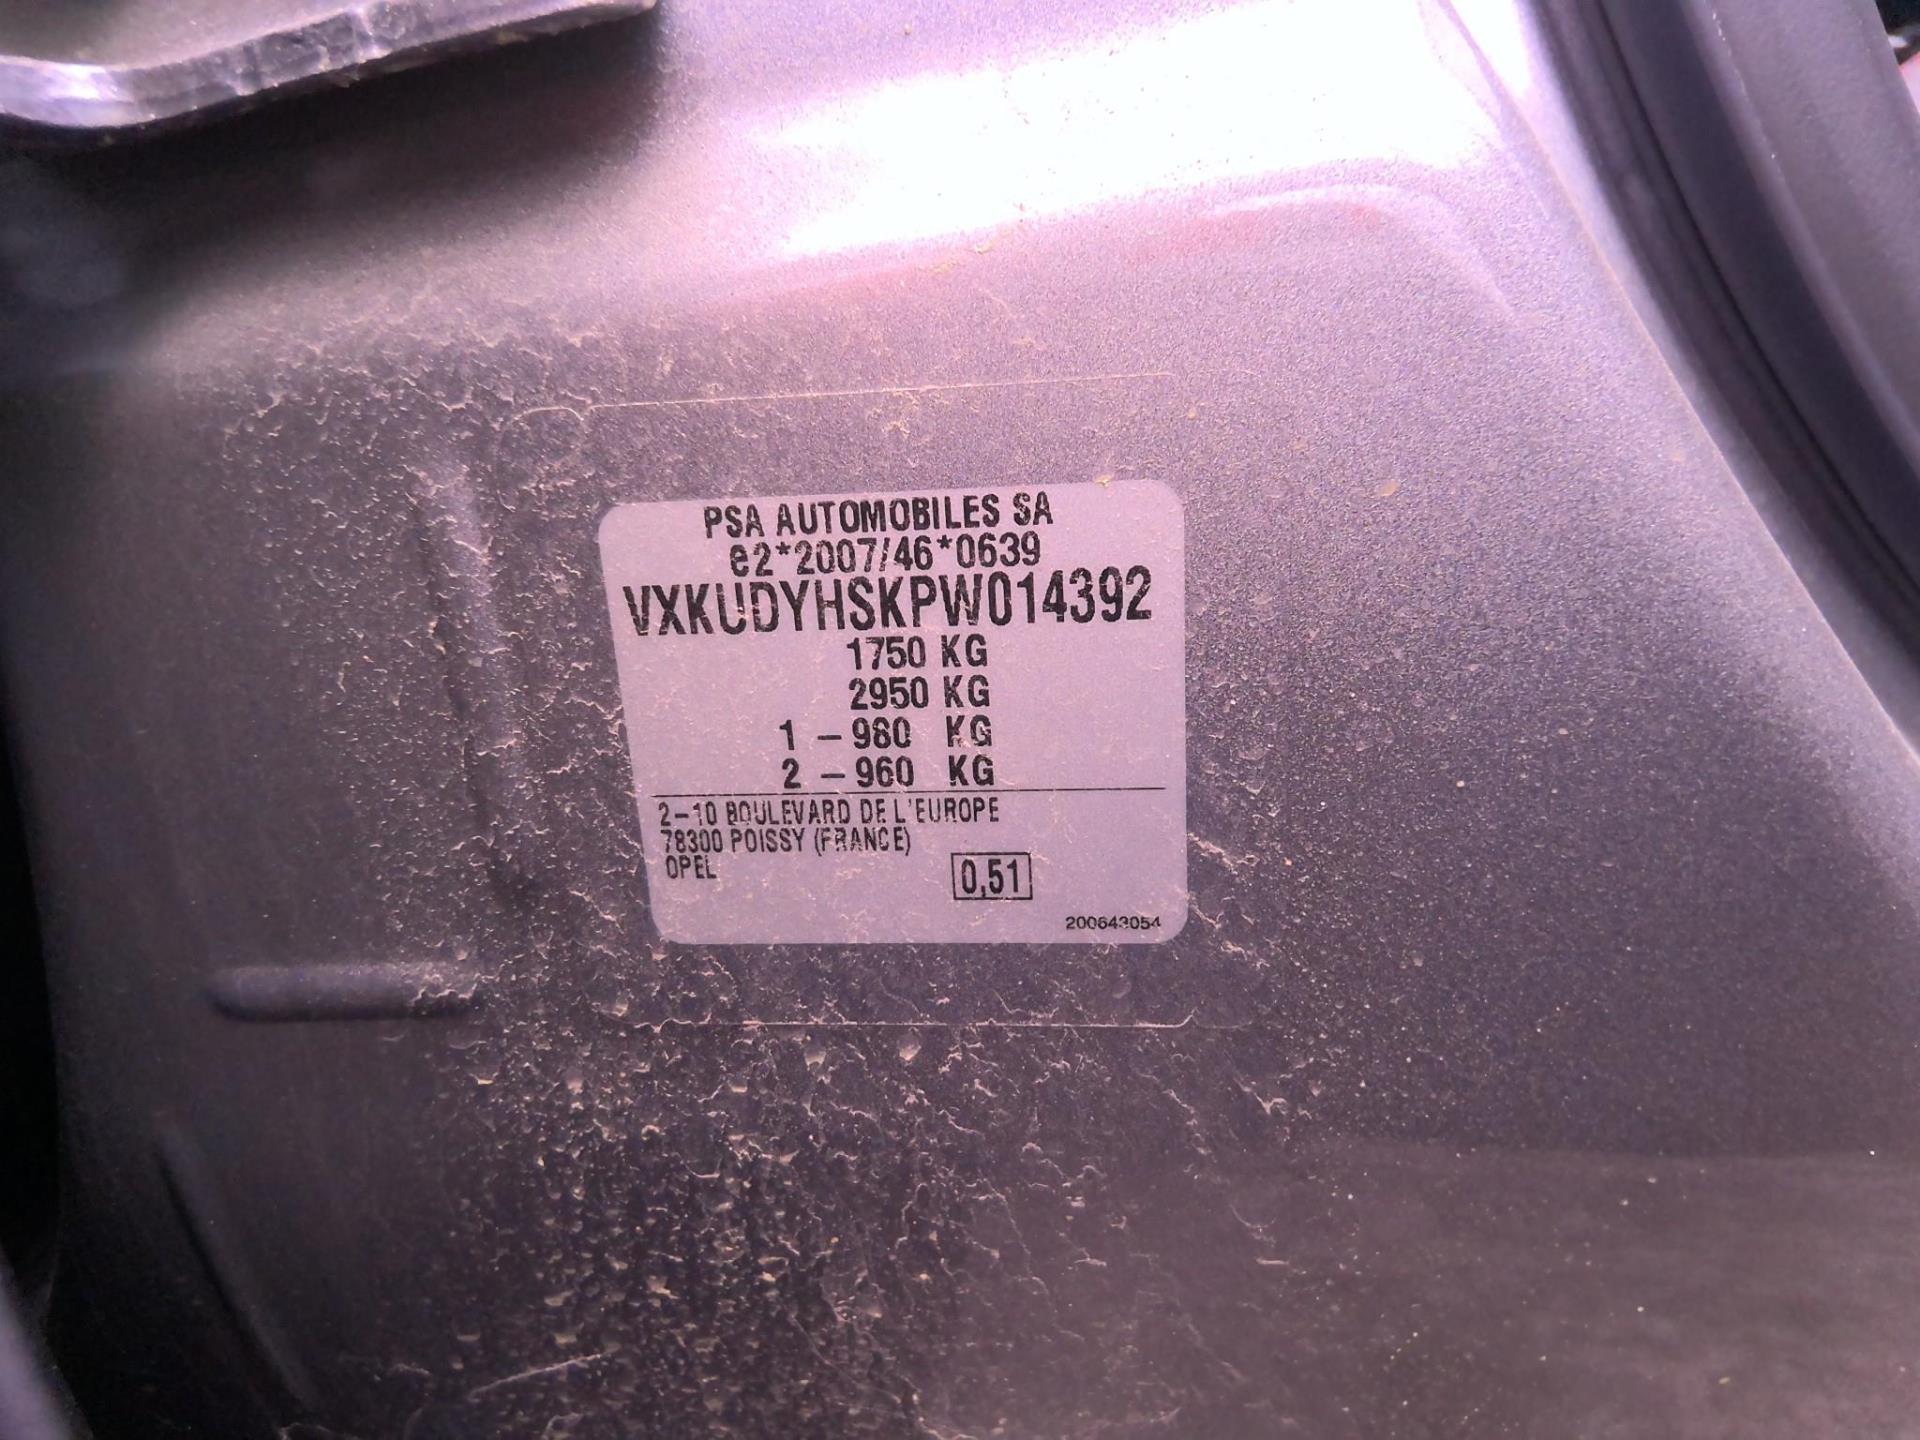 PSA AUTOMOBILES SA
e2*2007/46*0639
VXKUDYHSKPW014392
1750 KG
2950 KG
1 – 980 KG
2 – 960 KG
2–10 BOULEVARD DE L'EUROPE
78300 POISSY (FRANCE)
OPEL
0,51
200643054